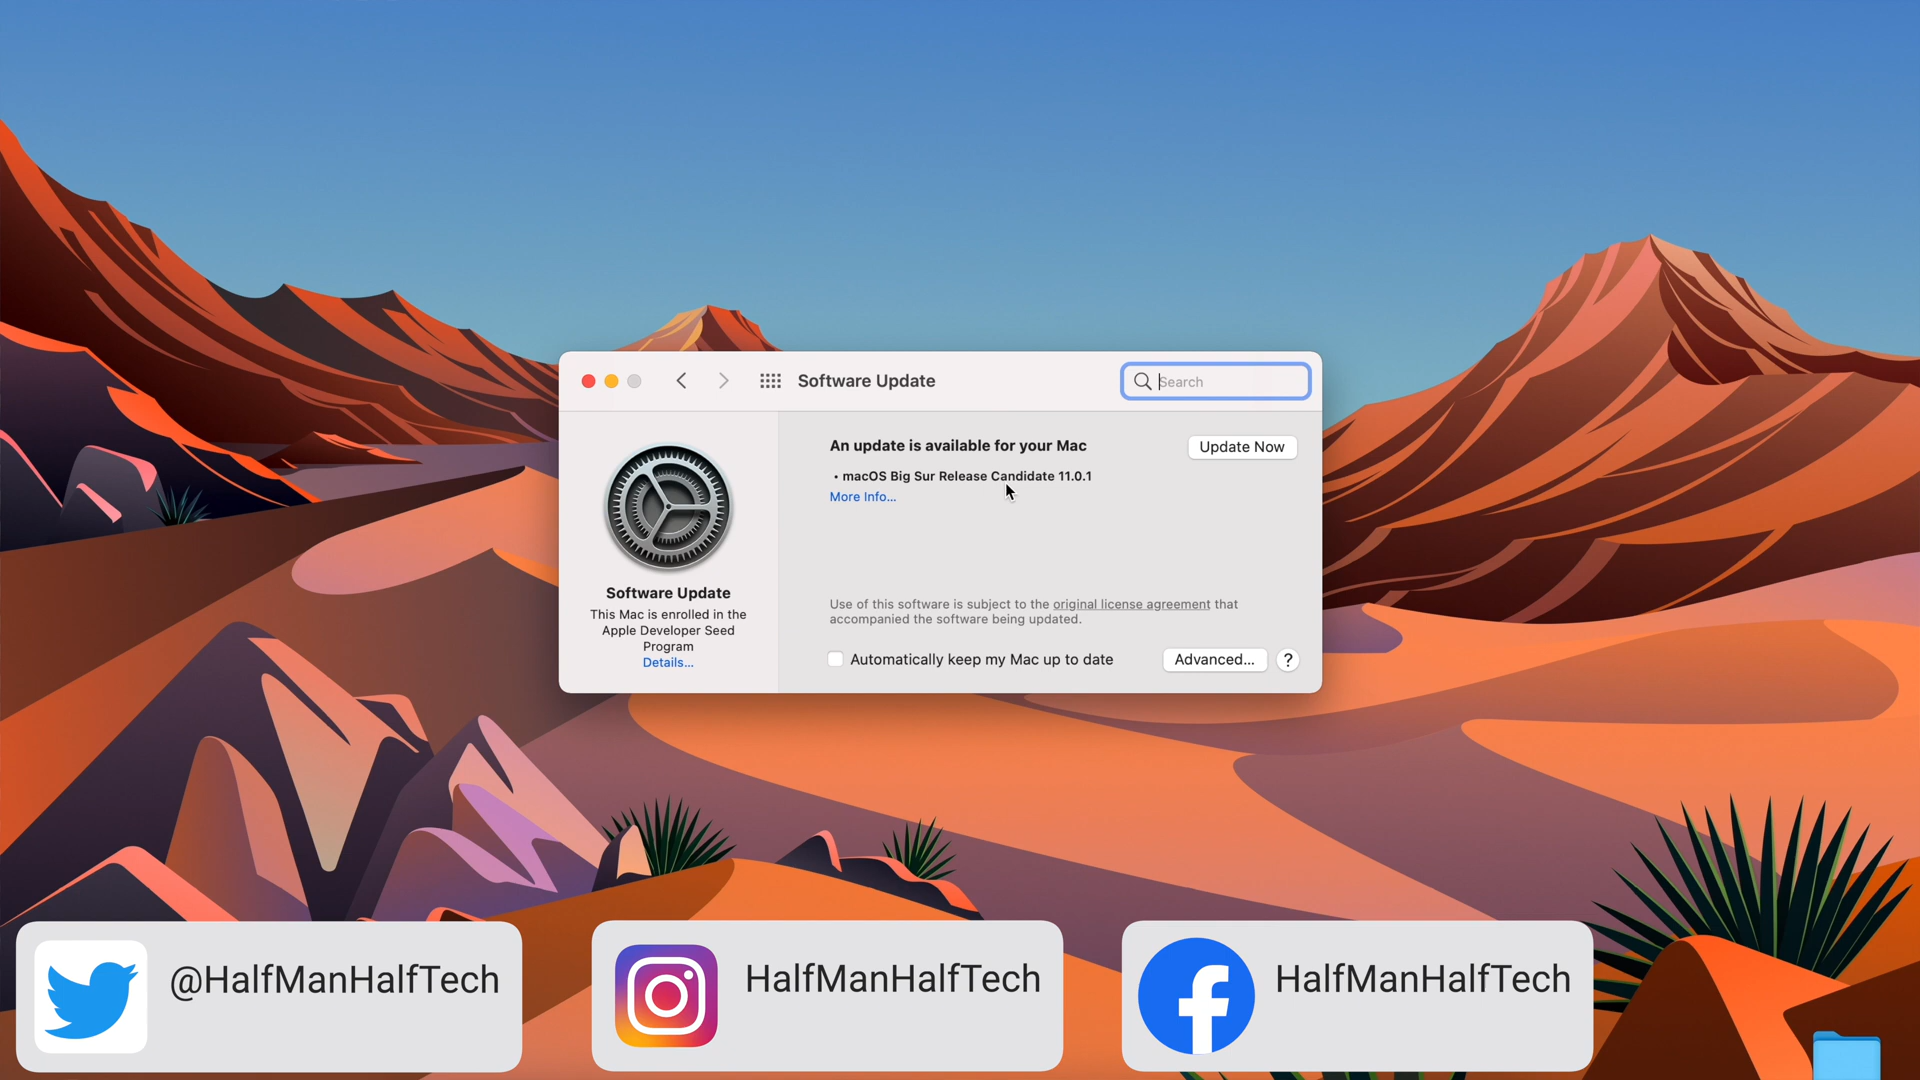 Software Update
Search
An update is available for your Mac
Update Now
• macOS Big Sur Release Candidate 11.0.1
More Info...
Software Update
This Mac is enrolled in the
Apple Developer Seed
Program
Details...
Use of this software is subject to the original license agreement that
accompanied the software being updated.
Automatically keep my Mac up to date
Advanced...
?
@HalfManHalfTech
HalfManHalfTech
HalfManHalfTech